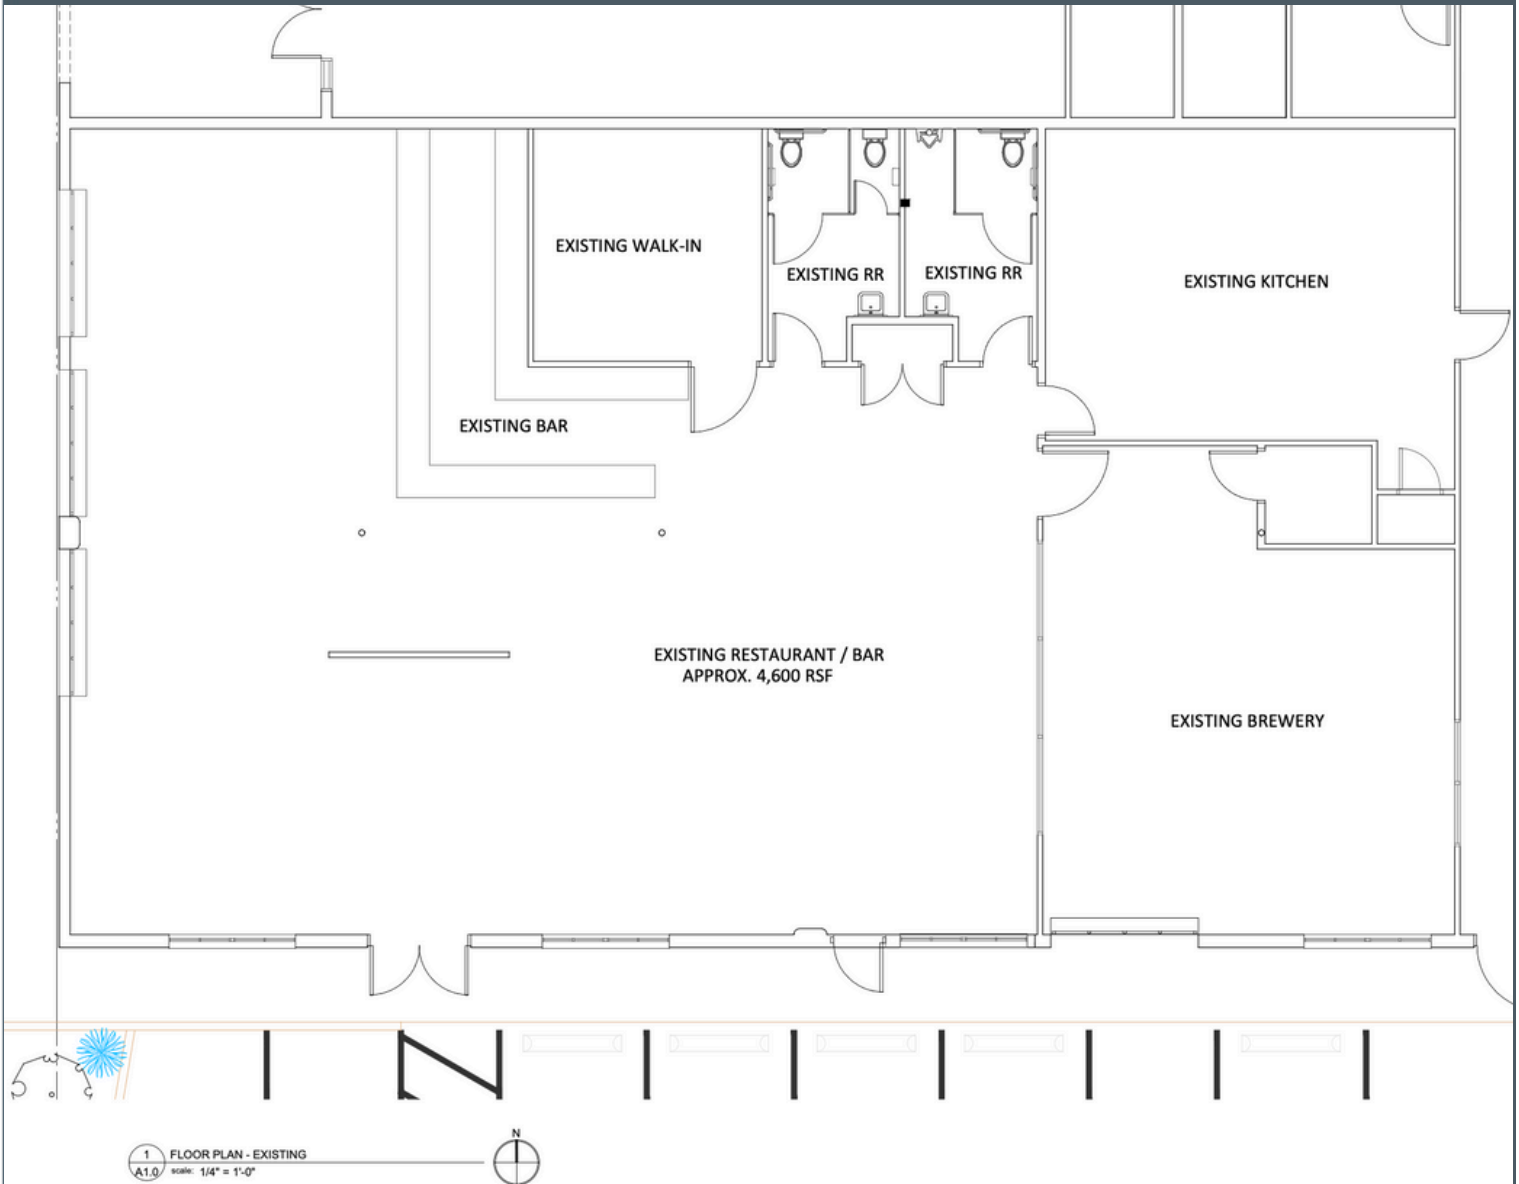 EXISTING WALK-IN
EXISTING RR
EXISTING RR
EXISTING KITCHEN
EXISTING BAR
EXISTING RESTAURANT / BAR
APPROX. 4,600 RSF
EXISTING BREWERY
N
1
FLOOR PLAN - EXISTING
A1.0
scale: 1/4" = 1'-0"